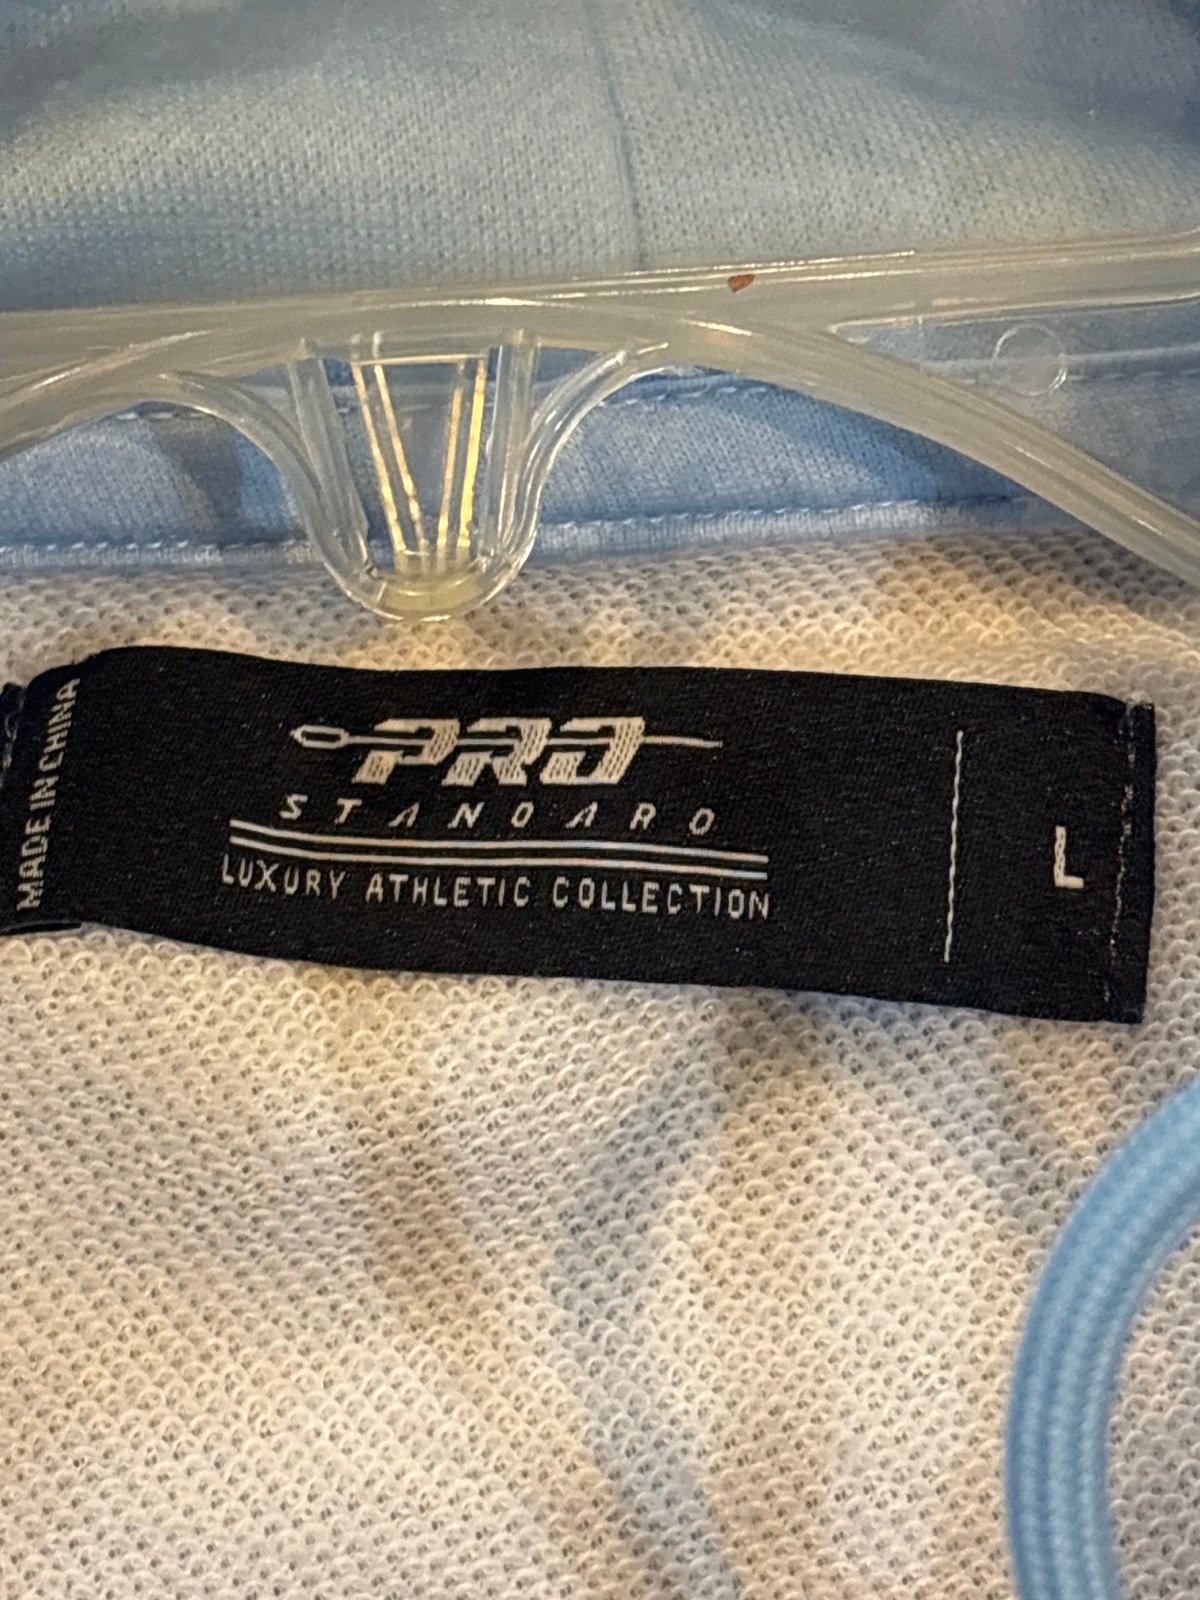 MADE IN CHINA
PRO
STANDARD
LUXURY ATHLETIC COLLECTION
L